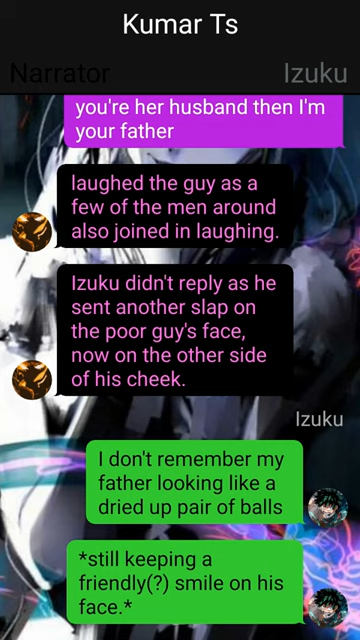 Kumar Ts
Narrator
Izuku
you're her husband then I'm
your father
laughed the guy as a
few of the men around
also joined in laughing.
Izuku didn't reply as he
sent another slap on
the poor guy's face,
now on the other side
of his cheek.
Izuku
I don't remember my
father looking like a
dried up pair of balls
*still keeping a
friendly(?) smile on his
face.*